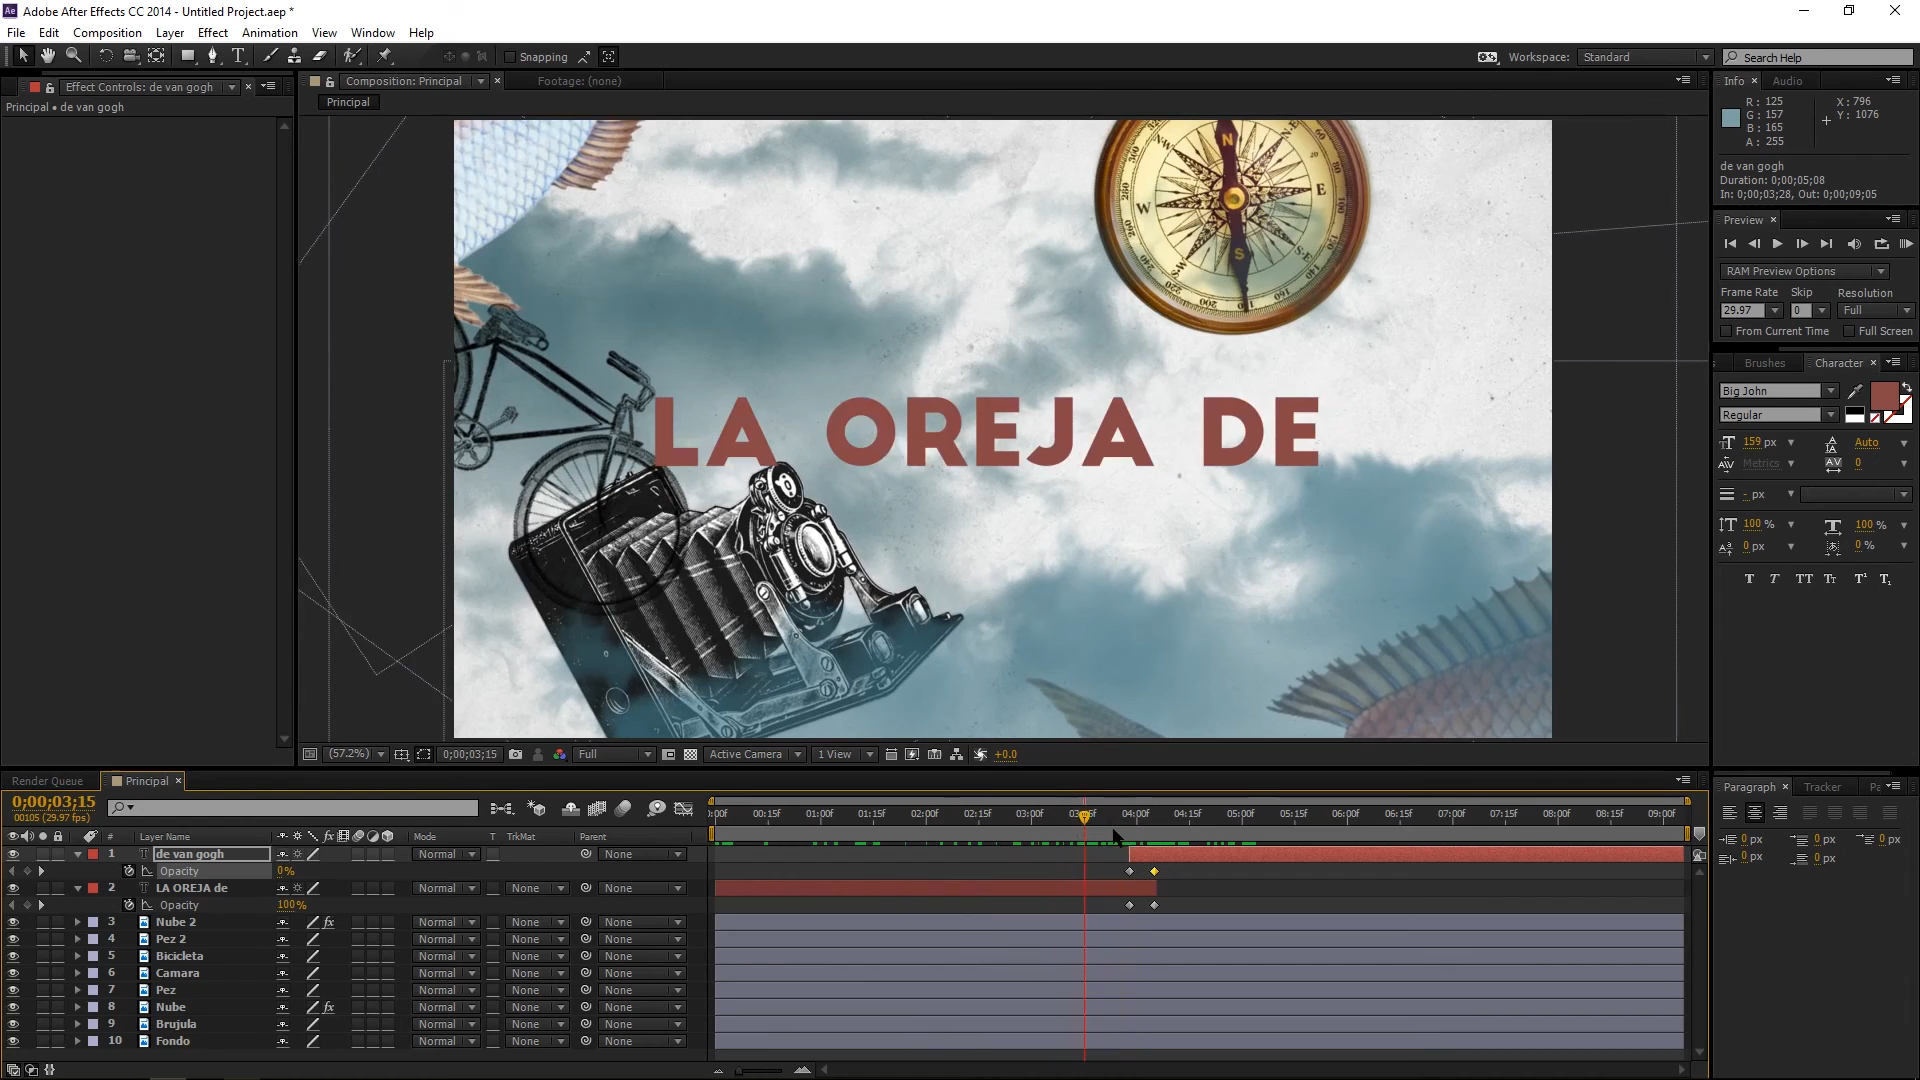 Adobe After Effects CC 2014 - Untitled Project.aep *
File Edit Composition Layer Effect Animation View Window Help
Snapping
Workspace: Standard
Search Help
Effect Controls: de van gogh
Principal • de van gogh
Composition: Principal
Footage: (none)
Principal
N
E
S
W
LA OREJA DE
(57.2%) 0;00;03;15 Full Active Camera 1 View +0.0
Info Audio
R: 125
G: 157
B: 165
A: 255
X: 796
Y: 1076
de van gogh
Duration: 0;00;05;08
In: 0;00;03;28, Out: 0;00;09;05
Preview
RAM Preview Options
Frame Rate Skip Resolution
29.97 0 Full
From Current Time Full Screen
Brushes Character
Big John
Regular
159 px Auto
Metrics 0
- px
100 % 100 %
0 px 0 %
Render Queue Principal
0;00;03;15
00105 (29.97 fps)
:00f 00:15f 01:00f 01:15f 02:00f 02:15f 03:00f 04:00f 04:15f 05:00f 05:15f 06:00f 06:15f 07:00f 07:15f 08:00f 08:15f 09:00f
# Layer Name Mode T TrkMat Parent
1 de van gogh Normal None
Opacity 0%
2 LA OREJA de Normal None None
Opacity 100%
3 Nube 2 fx Normal None None
4 Pez 2 Normal None None
5 Bicicleta Normal None None
6 Camara Normal None None
7 Pez Normal None None
8 Nube fx Normal None None
9 Brujula Normal None None
10 Fondo Normal None None
Paragraph Tracker Pa
0 px 0 px 0 px
0 px 0 px